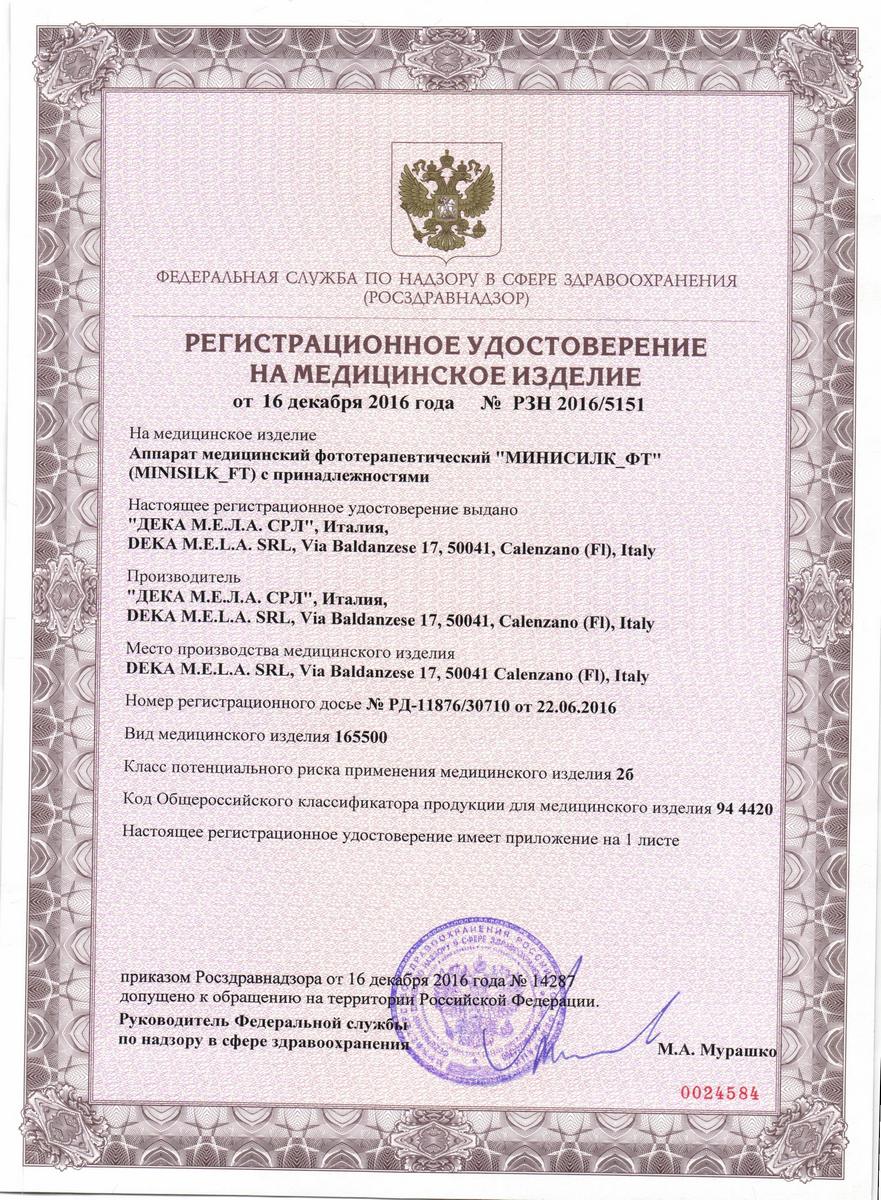 ФЕДЕРАЛЬНАЯ СЛУЖБА ПО НАДЗОРУ В СФЕРЕ ЗДРАВООХРАНЕНИЯ
(РОСЗДРАВНАДЗОР)
РЕГИСТРАЦИОННОЕ УДОСТОВЕРЕНИЕ
НА МЕДИЦИНСКОЕ ИЗДЕЛИЕ
от 16 декабря 2016 года № РЗН 2016/5151
На медицинское изделие
Аппарат медицинский фототерапевтический "МИНИСИЛК_ФТ"
(MINISILK_FT) с принадлежностями
Настоящее регистрационное удостоверение выдано
"ДЕКА М.Е.Л.А. СРЛ", Италия,
DEKA M.E.L.A. SRL, Via Baldanzese 17, 50041, Calenzano (Fl), Italy
Производитель
"ДЕКА М.Е.Л.А. СРЛ", Италия,
DEKA M.E.L.A. SRL, Via Baldanzese 17, 50041, Calenzano (Fl), Italy
Место производства медицинского изделия
DEKA M.E.L.A. SRL, Via Baldanzese 17, 50041 Calenzano (Fl), Italy
Номер регистрационного досье № РД-11876/30710 от 22.06.2016
Вид медицинского изделия 165500
Класс потенциального риска применения медицинского изделия 2б
Код Общероссийского классификатора продукции для медицинского изделия 94 4420
Настоящее регистрационное удостоверение имеет приложение на 1 листе
приказом Росздравнадзора от 16 декабря 2016 года № 14287
допущено к обращению на территории Российской Федерации.
Руководитель Федеральной службы
по надзору в сфере здравоохранения
М.А. Мурашко
0024584